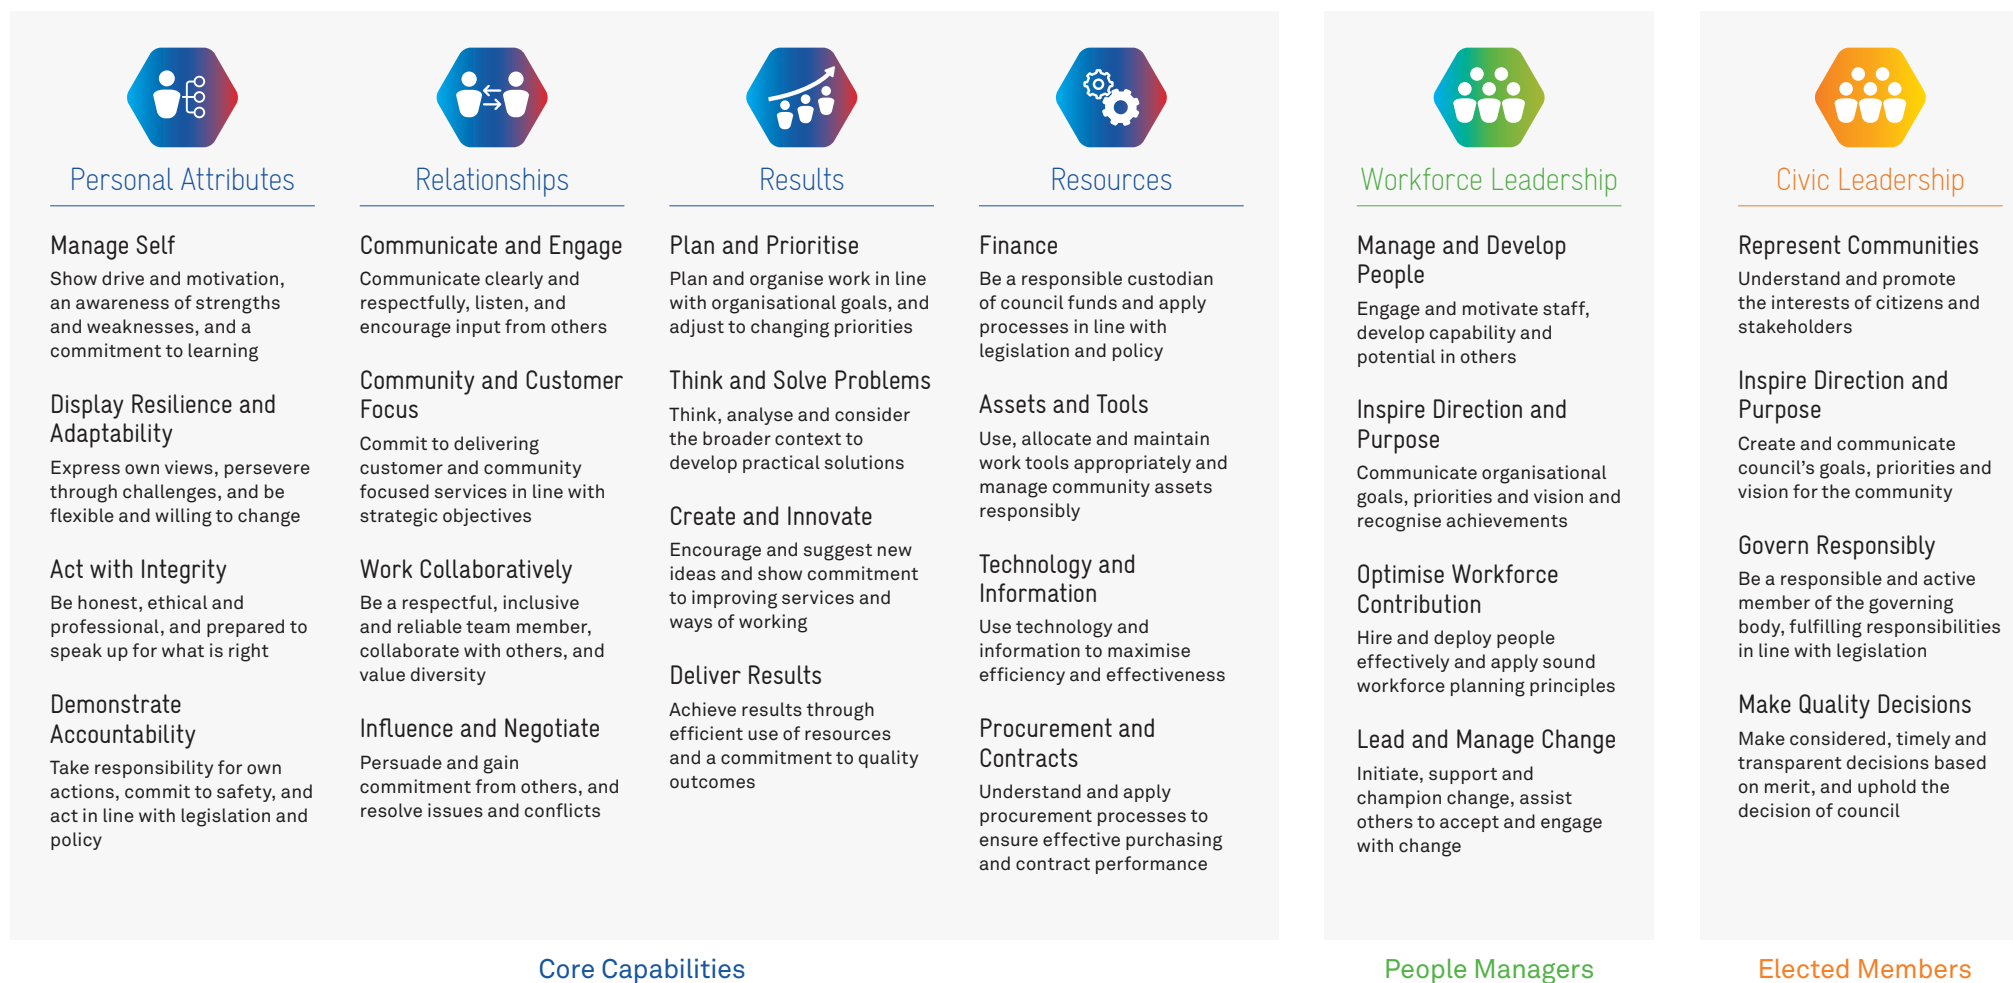 Personal Attributes
Manage Self
Show drive and motivation,
an awareness of strengths
and weaknesses, and a
commitment to learning
Display Resilience and
Adaptability
Express own views, persevere
through challenges, and be
flexible and willing to change
Act with Integrity
Be honest, ethical and
professional, and prepared to
speak up for what is right
Demonstrate
Accountability
Take responsibility for own
actions, commit to safety, and
act in line with legislation and
policy
Relationships
Communicate and Engage
Communicate clearly and
respectfully, listen, and
encourage input from others
Community and Customer
Focus
Commit to delivering
customer and community
focused services in line with
strategic objectives
Work Collaboratively
Be a respectful, inclusive
and reliable team member,
collaborate with others, and
value diversity
Influence and Negotiate
Persuade and gain
commitment from others, and
resolve issues and conflicts
Results
Plan and Prioritise
Plan and organise work in line
with organisational goals, and
adjust to changing priorities
Think and Solve Problems
Think, analyse and consider
the broader context to
develop practical solutions
Create and Innovate
Encourage and suggest new
ideas and show commitment
to improving services and
ways of working
Deliver Results
Achieve results through
efficient use of resources
and a commitment to quality
outcomes
Resources
Finance
Be a responsible custodian
of council funds and apply
processes in line with
legislation and policy
Assets and Tools
Use, allocate and maintain
work tools appropriately and
manage community assets
responsibly
Technology and
Information
Use technology and
information to maximise
efficiency and effectiveness
Procurement and
Contracts
Understand and apply
procurement processes to
ensure effective purchasing
and contract performance
Core Capabilities
Workforce Leadership
Manage and Develop
People
Engage and motivate staff,
develop capability and
potential in others
Inspire Direction and
Purpose
Communicate organisational
goals, priorities and vision and
recognise achievements
Optimise Workforce
Contribution
Hire and deploy people
effectively and apply sound
workforce planning principles
Lead and Manage Change
Initiate, support and
champion change, assist
others to accept and engage
with change
People Managers
Civic Leadership
Represent Communities
Understand and promote
the interests of citizens and
stakeholders
Inspire Direction and
Purpose
Create and communicate
council’s goals, priorities and
vision for the community
Govern Responsibly
Be a responsible and active
member of the governing
body, fulfilling responsibilities
in line with legislation
Make Quality Decisions
Make considered, timely and
transparent decisions based
on merit, and uphold the
decision of council
Elected Members